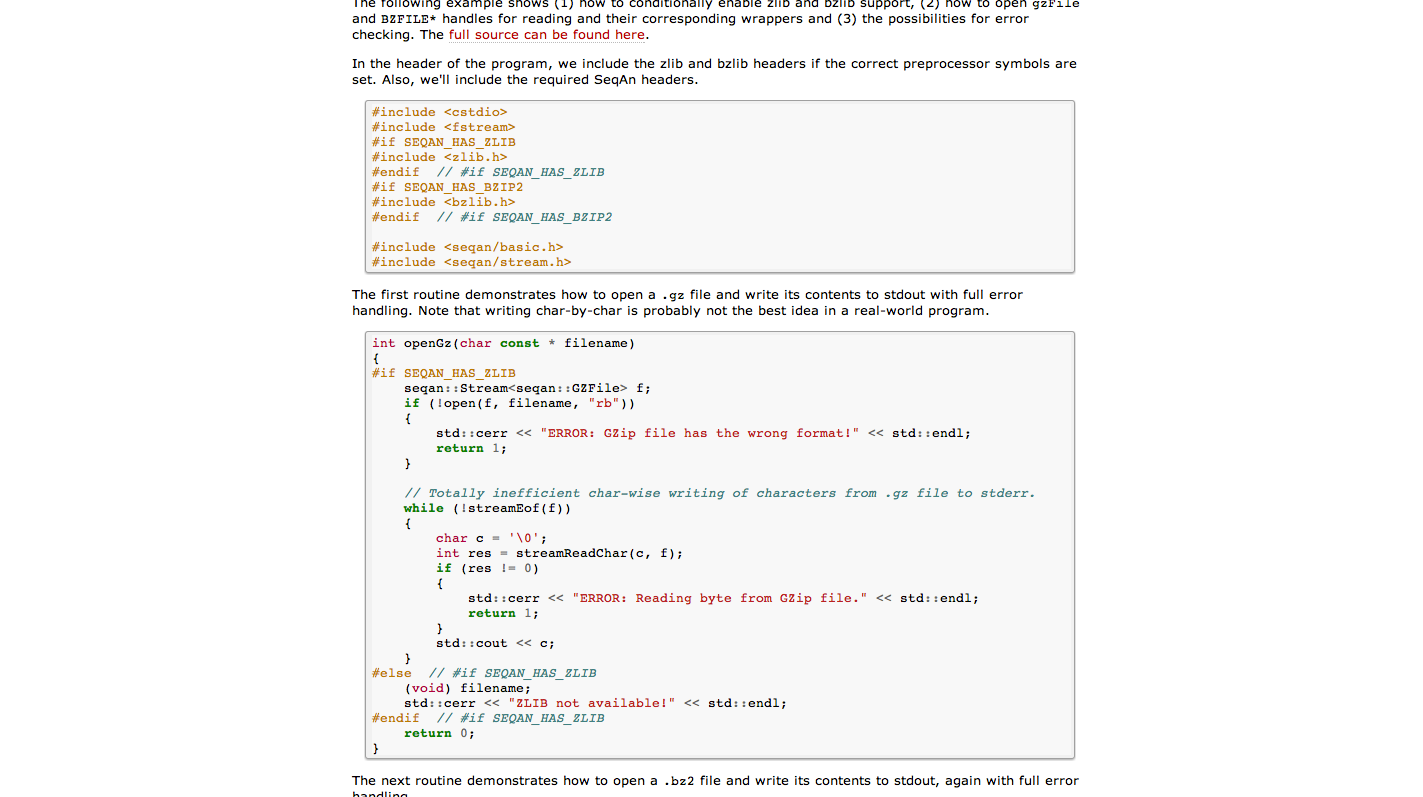 The following example shows (1) how to conditionally enable zlib and bzlib support, (2) how to open gzFile
and BZFILE* handles for reading and their corresponding wrappers and (3) the possibilities for error
checking. The full source can be found here.
In the header of the program, we include the zlib and bzlib headers if the correct preprocessor symbols are
set. Also, we'll include the required SeqAn headers.
#include <cstdio>
#include <fstream>
#if SEQAN_HAS_ZLIB
#include <zlib.h>
#endif  // #if SEQAN_HAS_ZLIB
#if SEQAN_HAS_BZIP2
#include <bzlib.h>
#endif  // #if SEQAN_HAS_BZIP2
#include <seqan/basic.h>
#include <seqan/stream.h>
The first routine demonstrates how to open a .gz file and write its contents to stdout with full error
handling. Note that writing char-by-char is probably not the best idea in a real-world program.
int openGz(char const * filename)
{
#if SEQAN_HAS_ZLIB
    seqan::Stream<seqan::GZFile> f;
    if (!open(f, filename, "rb"))
    {
        std::cerr << "ERROR: GZip file has the wrong format!" << std::endl;
        return 1;
    }
    // Totally inefficient char-wise writing of characters from .gz file to stderr.
    while (!streamEof(f))
    {
        char c = '\0';
        int res = streamReadChar(c, f);
        if (res != 0)
        {
            std::cerr << "ERROR: Reading byte from GZip file." << std::endl;
            return 1;
        }
        std::cout << c;
    }
#else  // #if SEQAN_HAS_ZLIB
    (void) filename;
    std::cerr << "ZLIB not available!" << std::endl;
#endif  // #if SEQAN_HAS_ZLIB
    return 0;
}
The next routine demonstrates how to open a .bz2 file and write its contents to stdout, again with full error
handling.